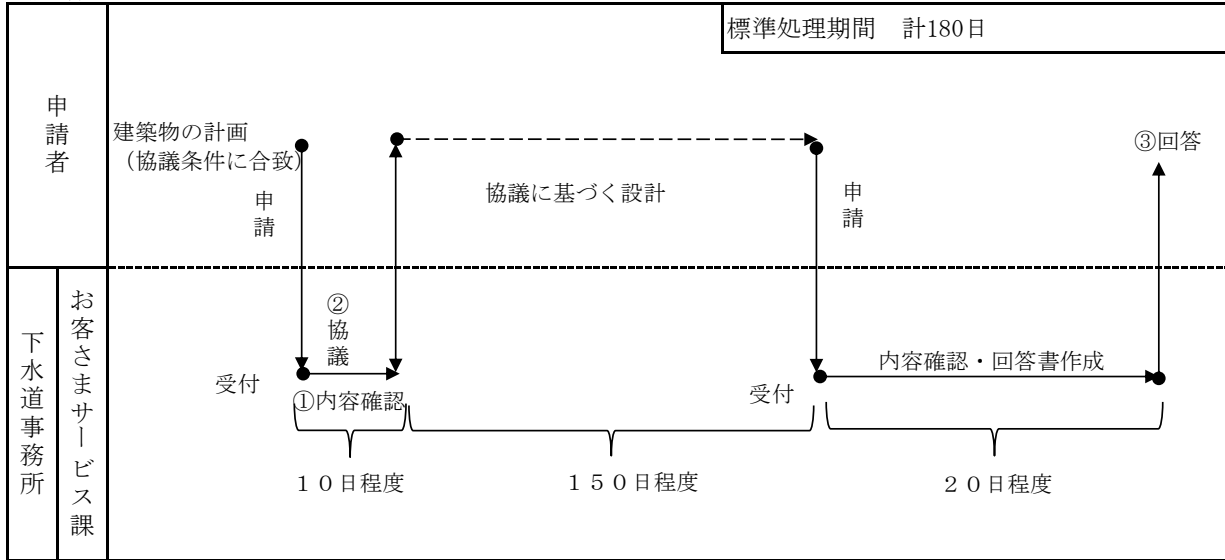 標準処理期間　計180日
申請者
建築物の計画
（協議条件に合致）
申請
協議に基づく設計
申請
③回答
下水道事務所
お客さまサービス課
②協議
受付
①内容確認
受付
内容確認・回答書作成
１０日程度
１５０日程度
２０日程度